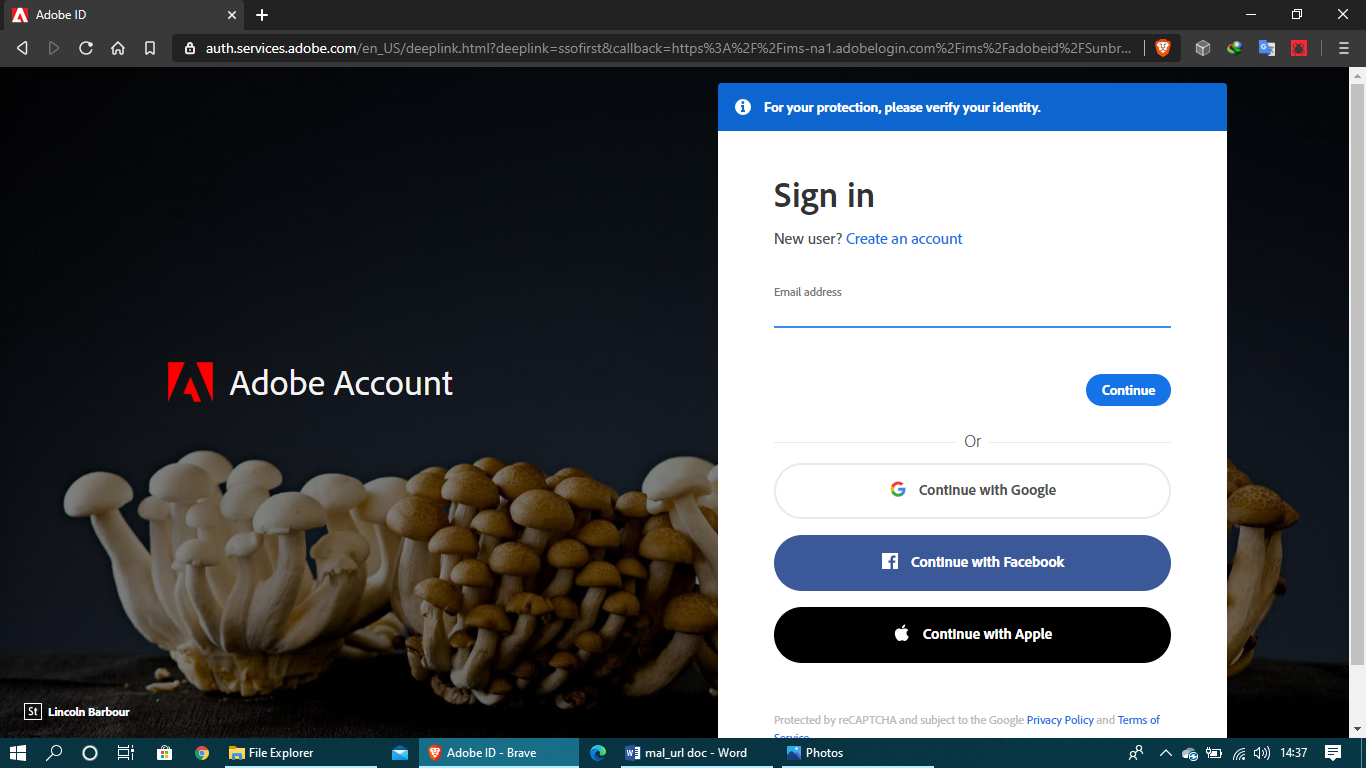 Adobe ID
auth.services.adobe.com/en_US/deeplink.html?deeplink=ssofirst&callback=https%3A%2F%2Fims-na1.adobelogin.com%2Fims%2Fadobeid%2FSunbr...
For your protection, please verify your identity.
Sign in
New user? Create an account
Email address
Adobe Account
Continue
Or
Continue with Google
Continue with Facebook
Continue with Apple
St Lincoln Barbour
Protected by reCAPTCHA and subject to the Google Privacy Policy and Terms of
Service
File Explorer
Adobe ID - Brave
mal_url doc - Word
Photos
14:37